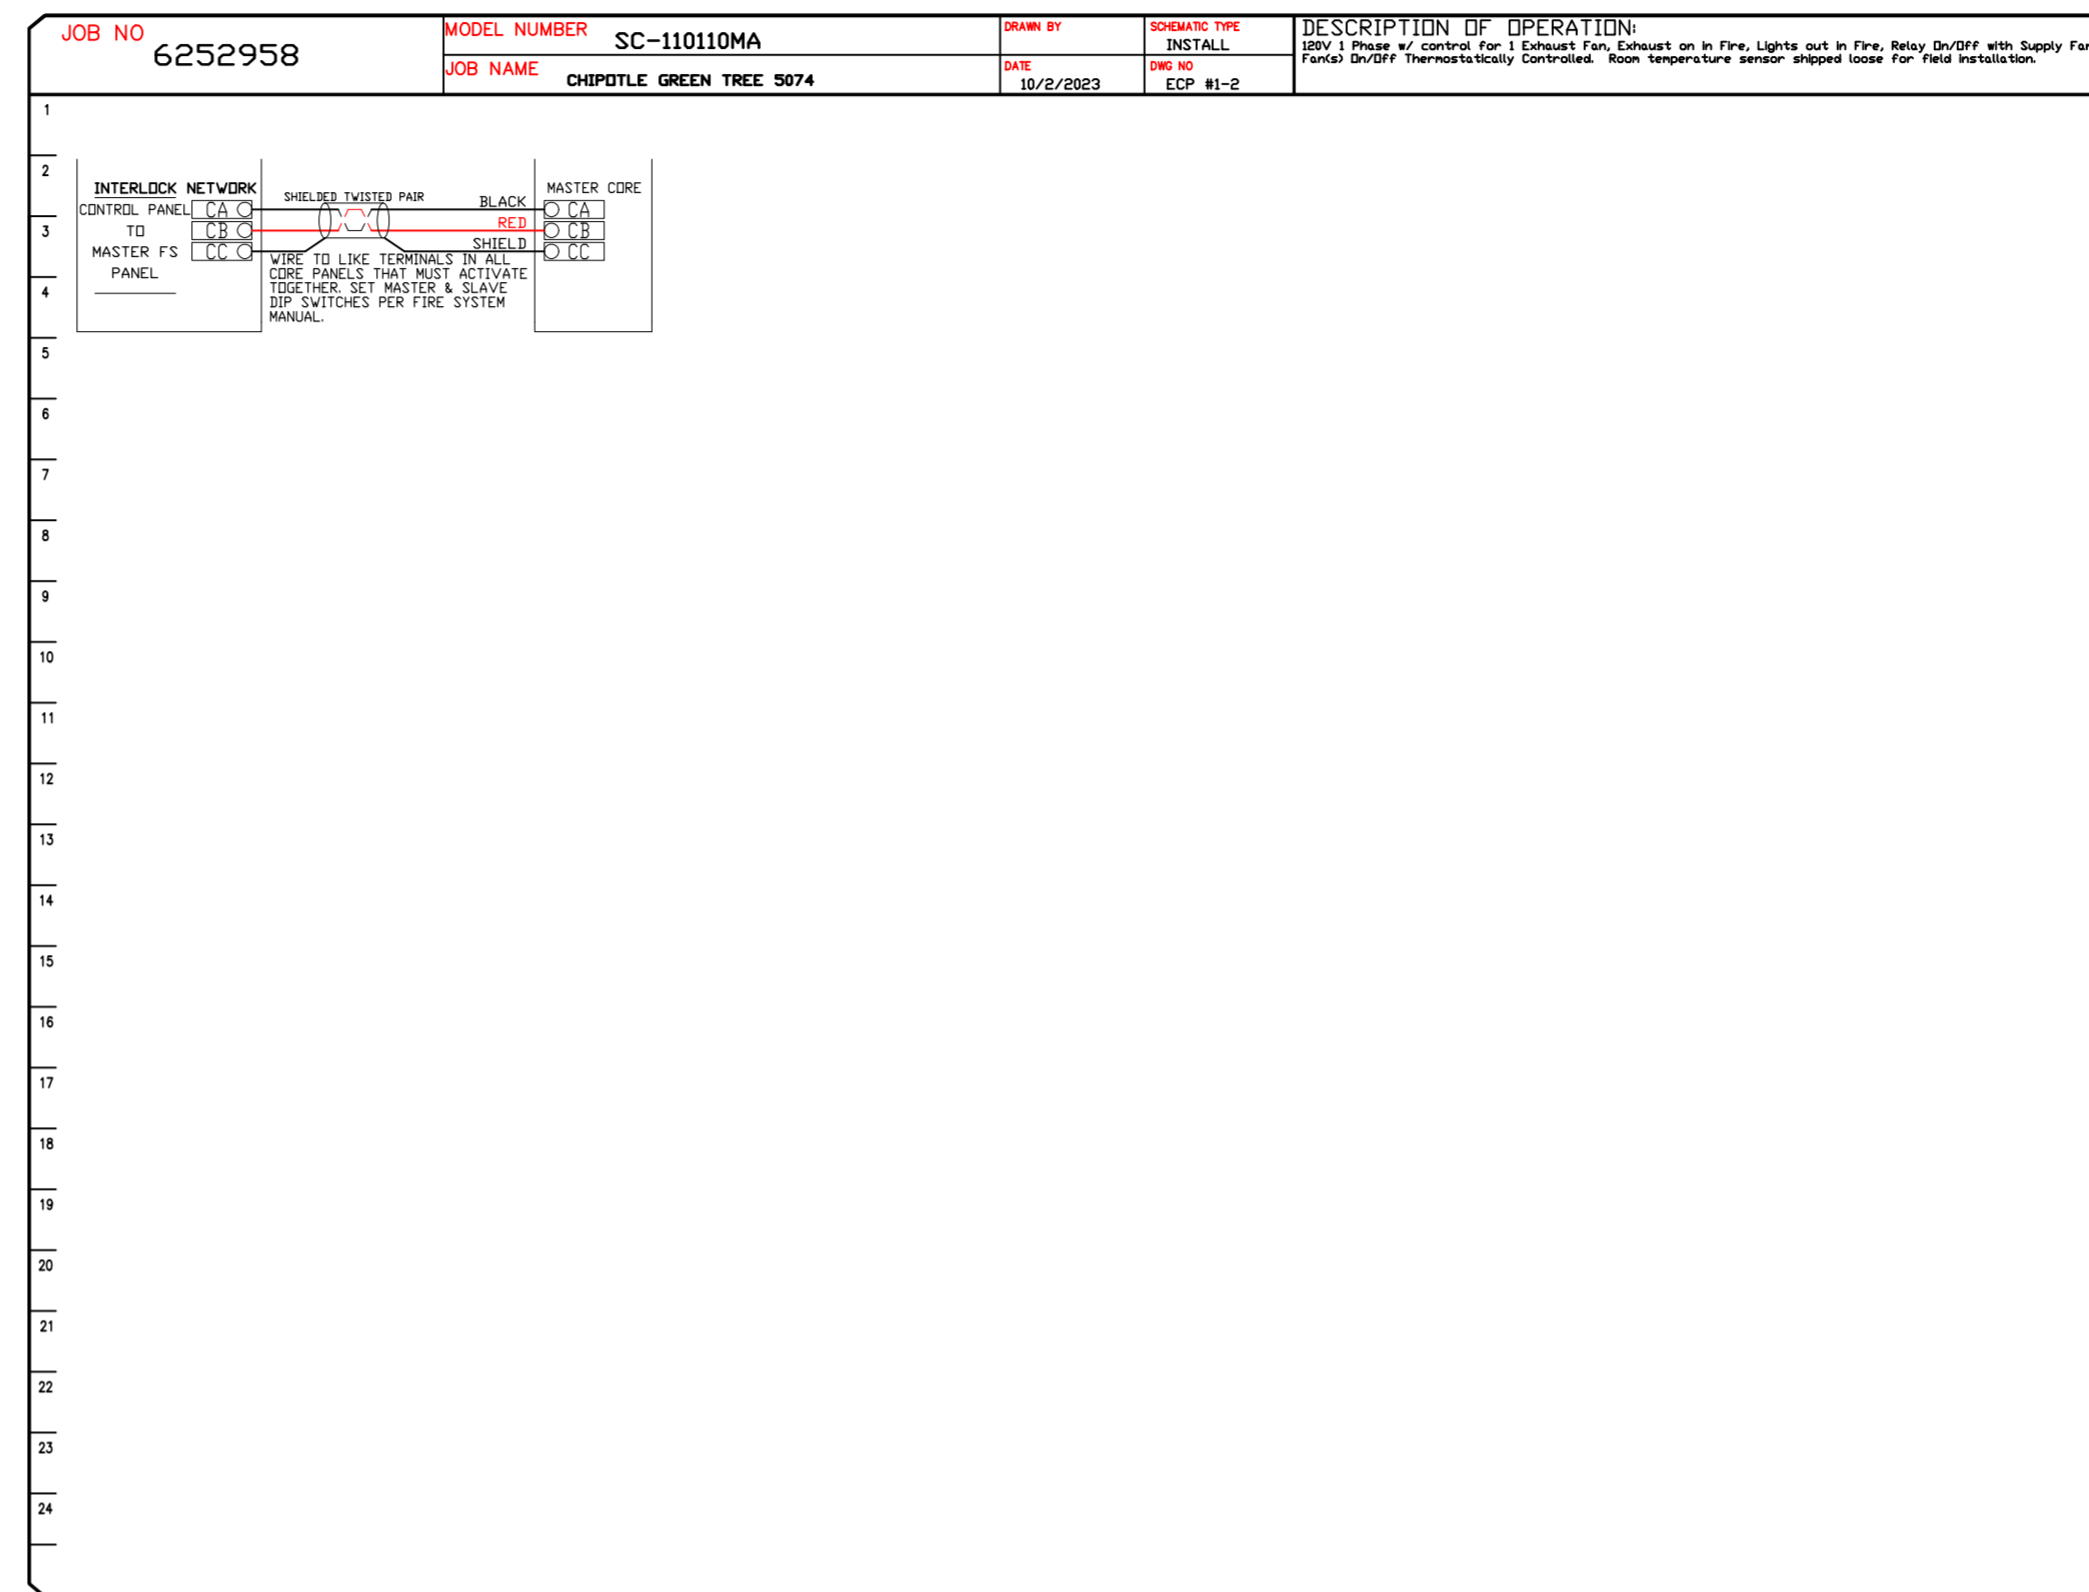 JOB NO
6252958
MODEL NUMBER
SC-110110MA
JOB NAME
CHIPOTLE GREEN TREE 5074
DRAWN BY
DATE
10/2/2023
SCHEMATIC TYPE
INSTALL
DWG NO
ECP #1-2
DESCRIPTION OF OPERATION:
120V 1 Phase w/ control for 1 Exhaust Fan, Exhaust on in Fire, Lights out in Fire, Relay On/Off with Supply Fan
Fan(s) On/Off Thermostatically Controlled. Room temperature sensor shipped loose for field installation.
1
2
3
4
5
6
7
8
9
10
11
12
13
14
15
16
17
18
19
20
21
22
23
24
INTERLOCK NETWORK
CONTROL PANEL
TO
MASTER FS
PANEL
CA
CB
CC
SHIELDED TWISTED PAIR
BLACK
RED
SHIELD
WIRE TO LIKE TERMINALS IN ALL
CORE PANELS THAT MUST ACTIVATE
TOGETHER. SET MASTER & SLAVE
DIP SWITCHES PER FIRE SYSTEM
MANUAL.
MASTER CORE
CA
CB
CC